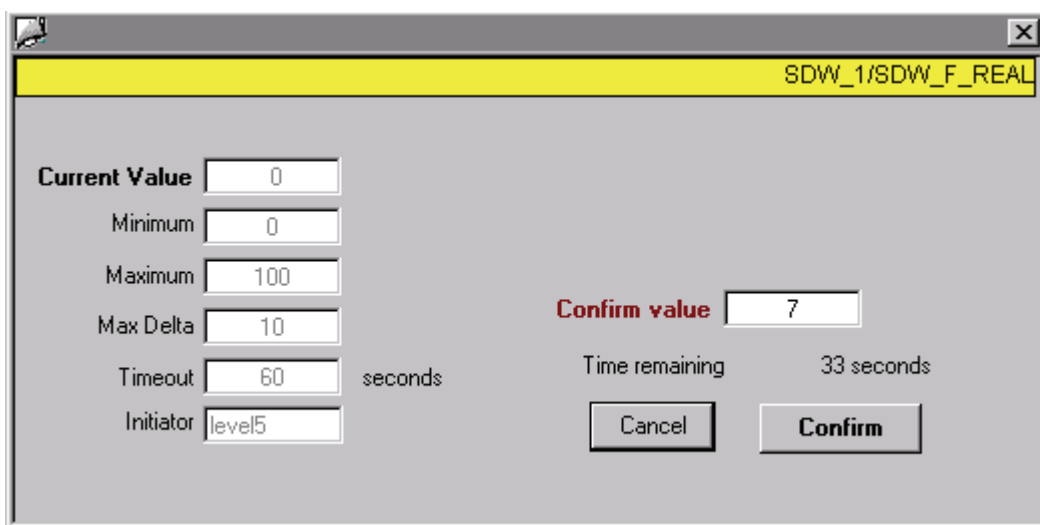 SDW_1/SDW_F_REAL
Current Value 0
Minimum 0
Maximum 100
Max Delta 10
Timeout 60 seconds
Initiator level5
Confirm value 7
Time remaining 33 seconds
Cancel Confirm